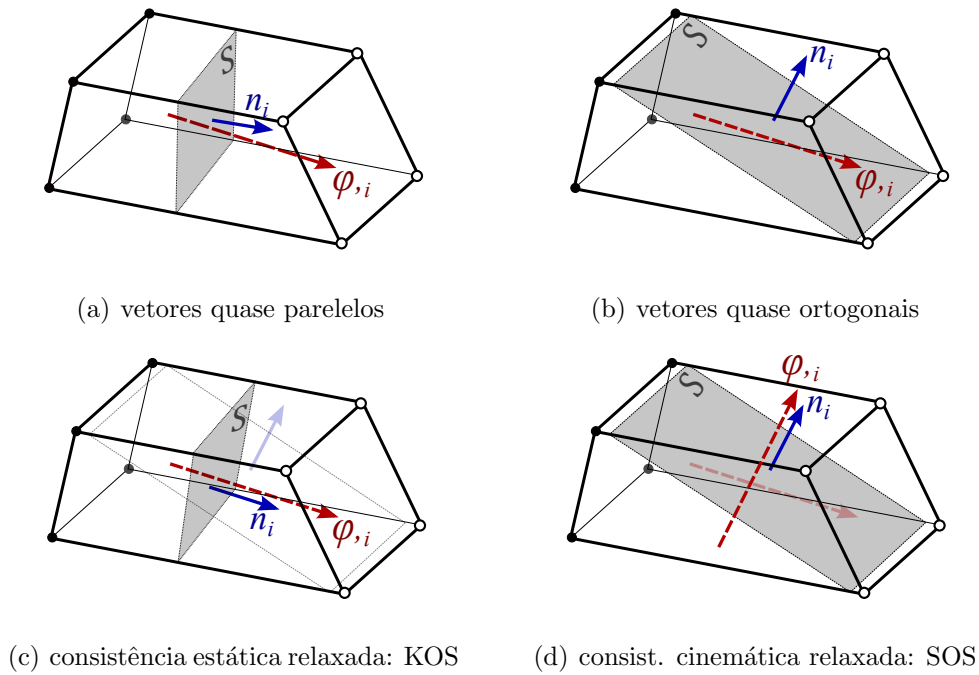 S
n_i
φ,_i
(a) vetores quase parelelos
S
n_i
φ,_i
(b) vetores quase ortogonais
S
n_i
φ,_i
(c) consistência estática relaxada: KOS
S
φ,_i
n_i
(d) consist. cinemática relaxada: SOS